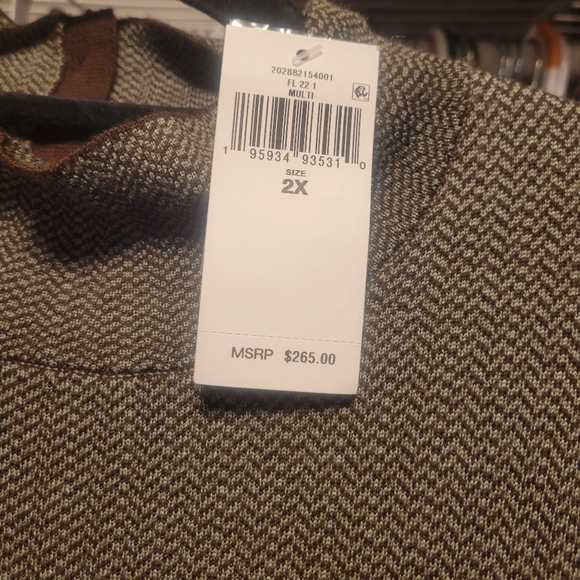 202882154001
FL 22 1
MULTI
1 95934 93531 0
SIZE
2X
MSRP $265.00